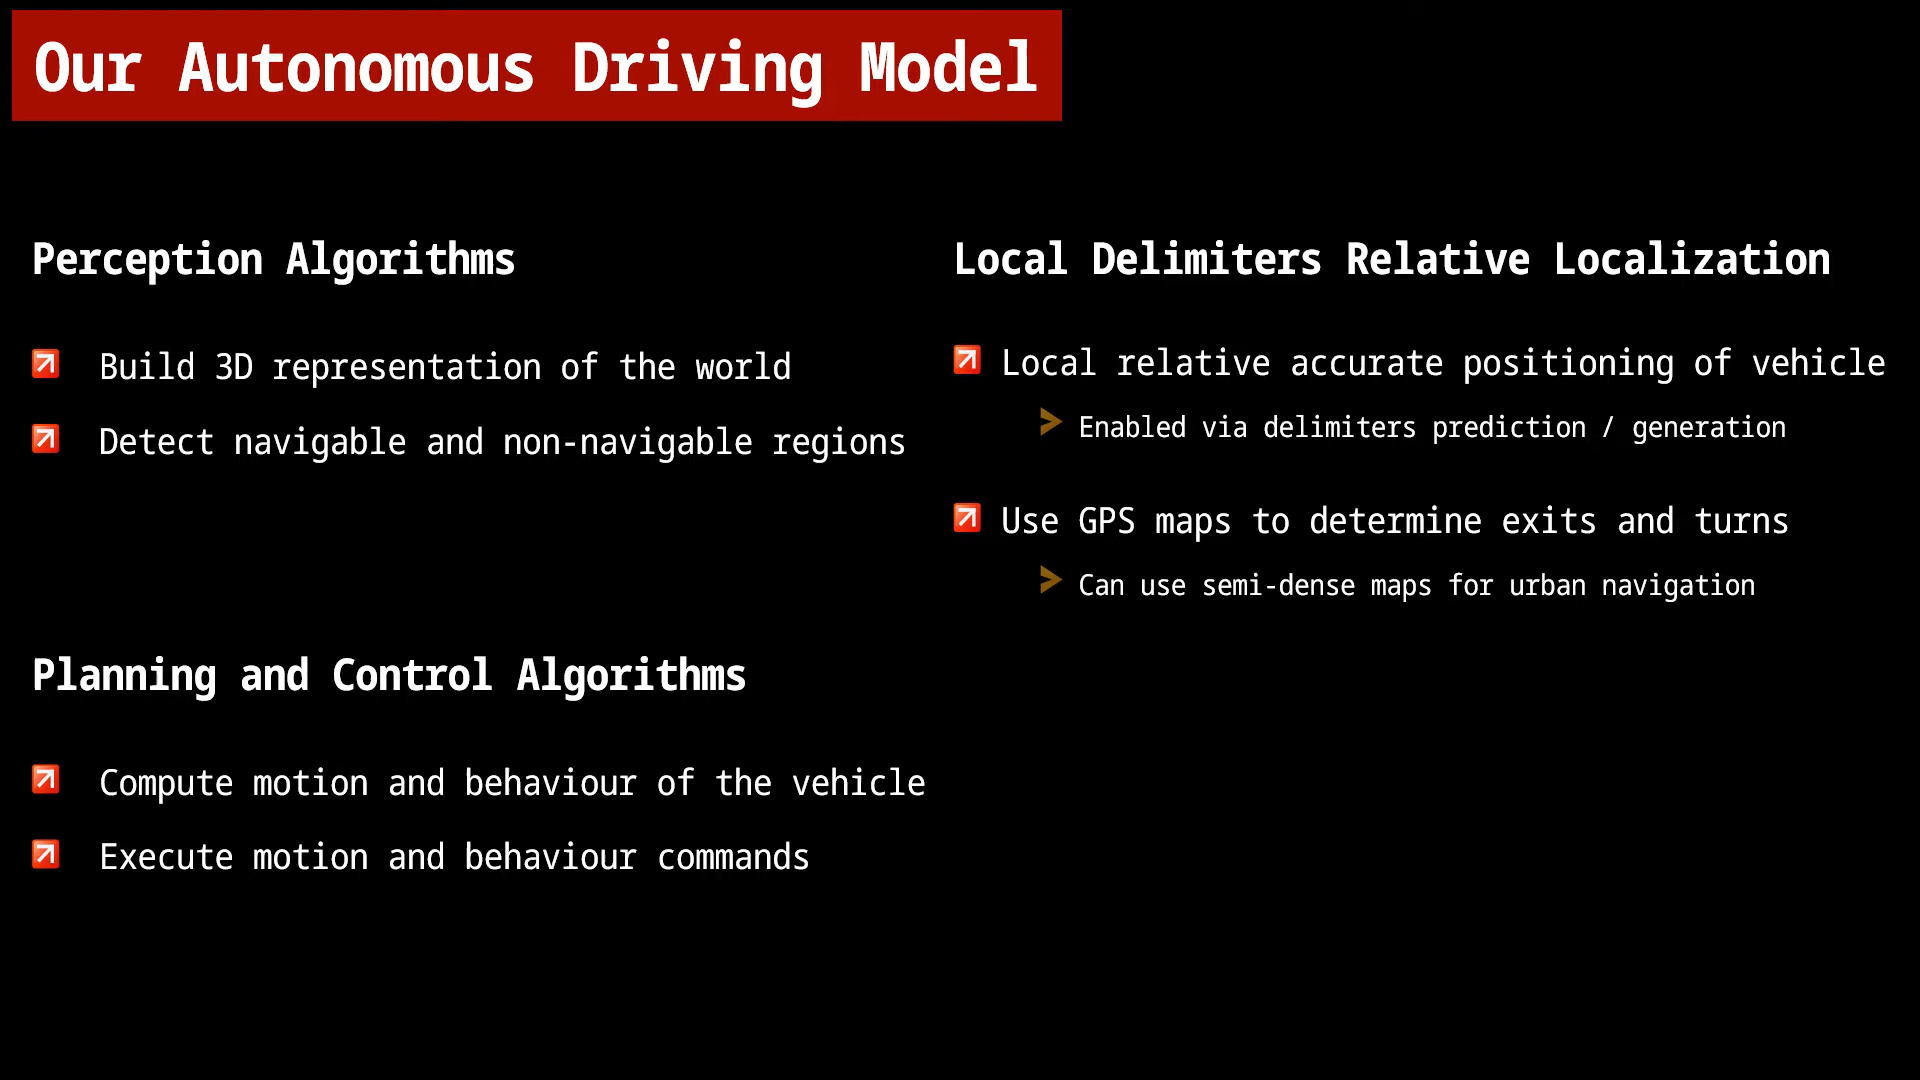 Our Autonomous Driving Model
Perception Algorithms
Build 3D representation of the world
Detect navigable and non-navigable regions
Planning and Control Algorithms
Compute motion and behaviour of the vehicle
Execute motion and behaviour commands
Local Delimiters Relative Localization
Local relative accurate positioning of vehicle
Enabled via delimiters prediction / generation
Use GPS maps to determine exits and turns
Can use semi-dense maps for urban navigation